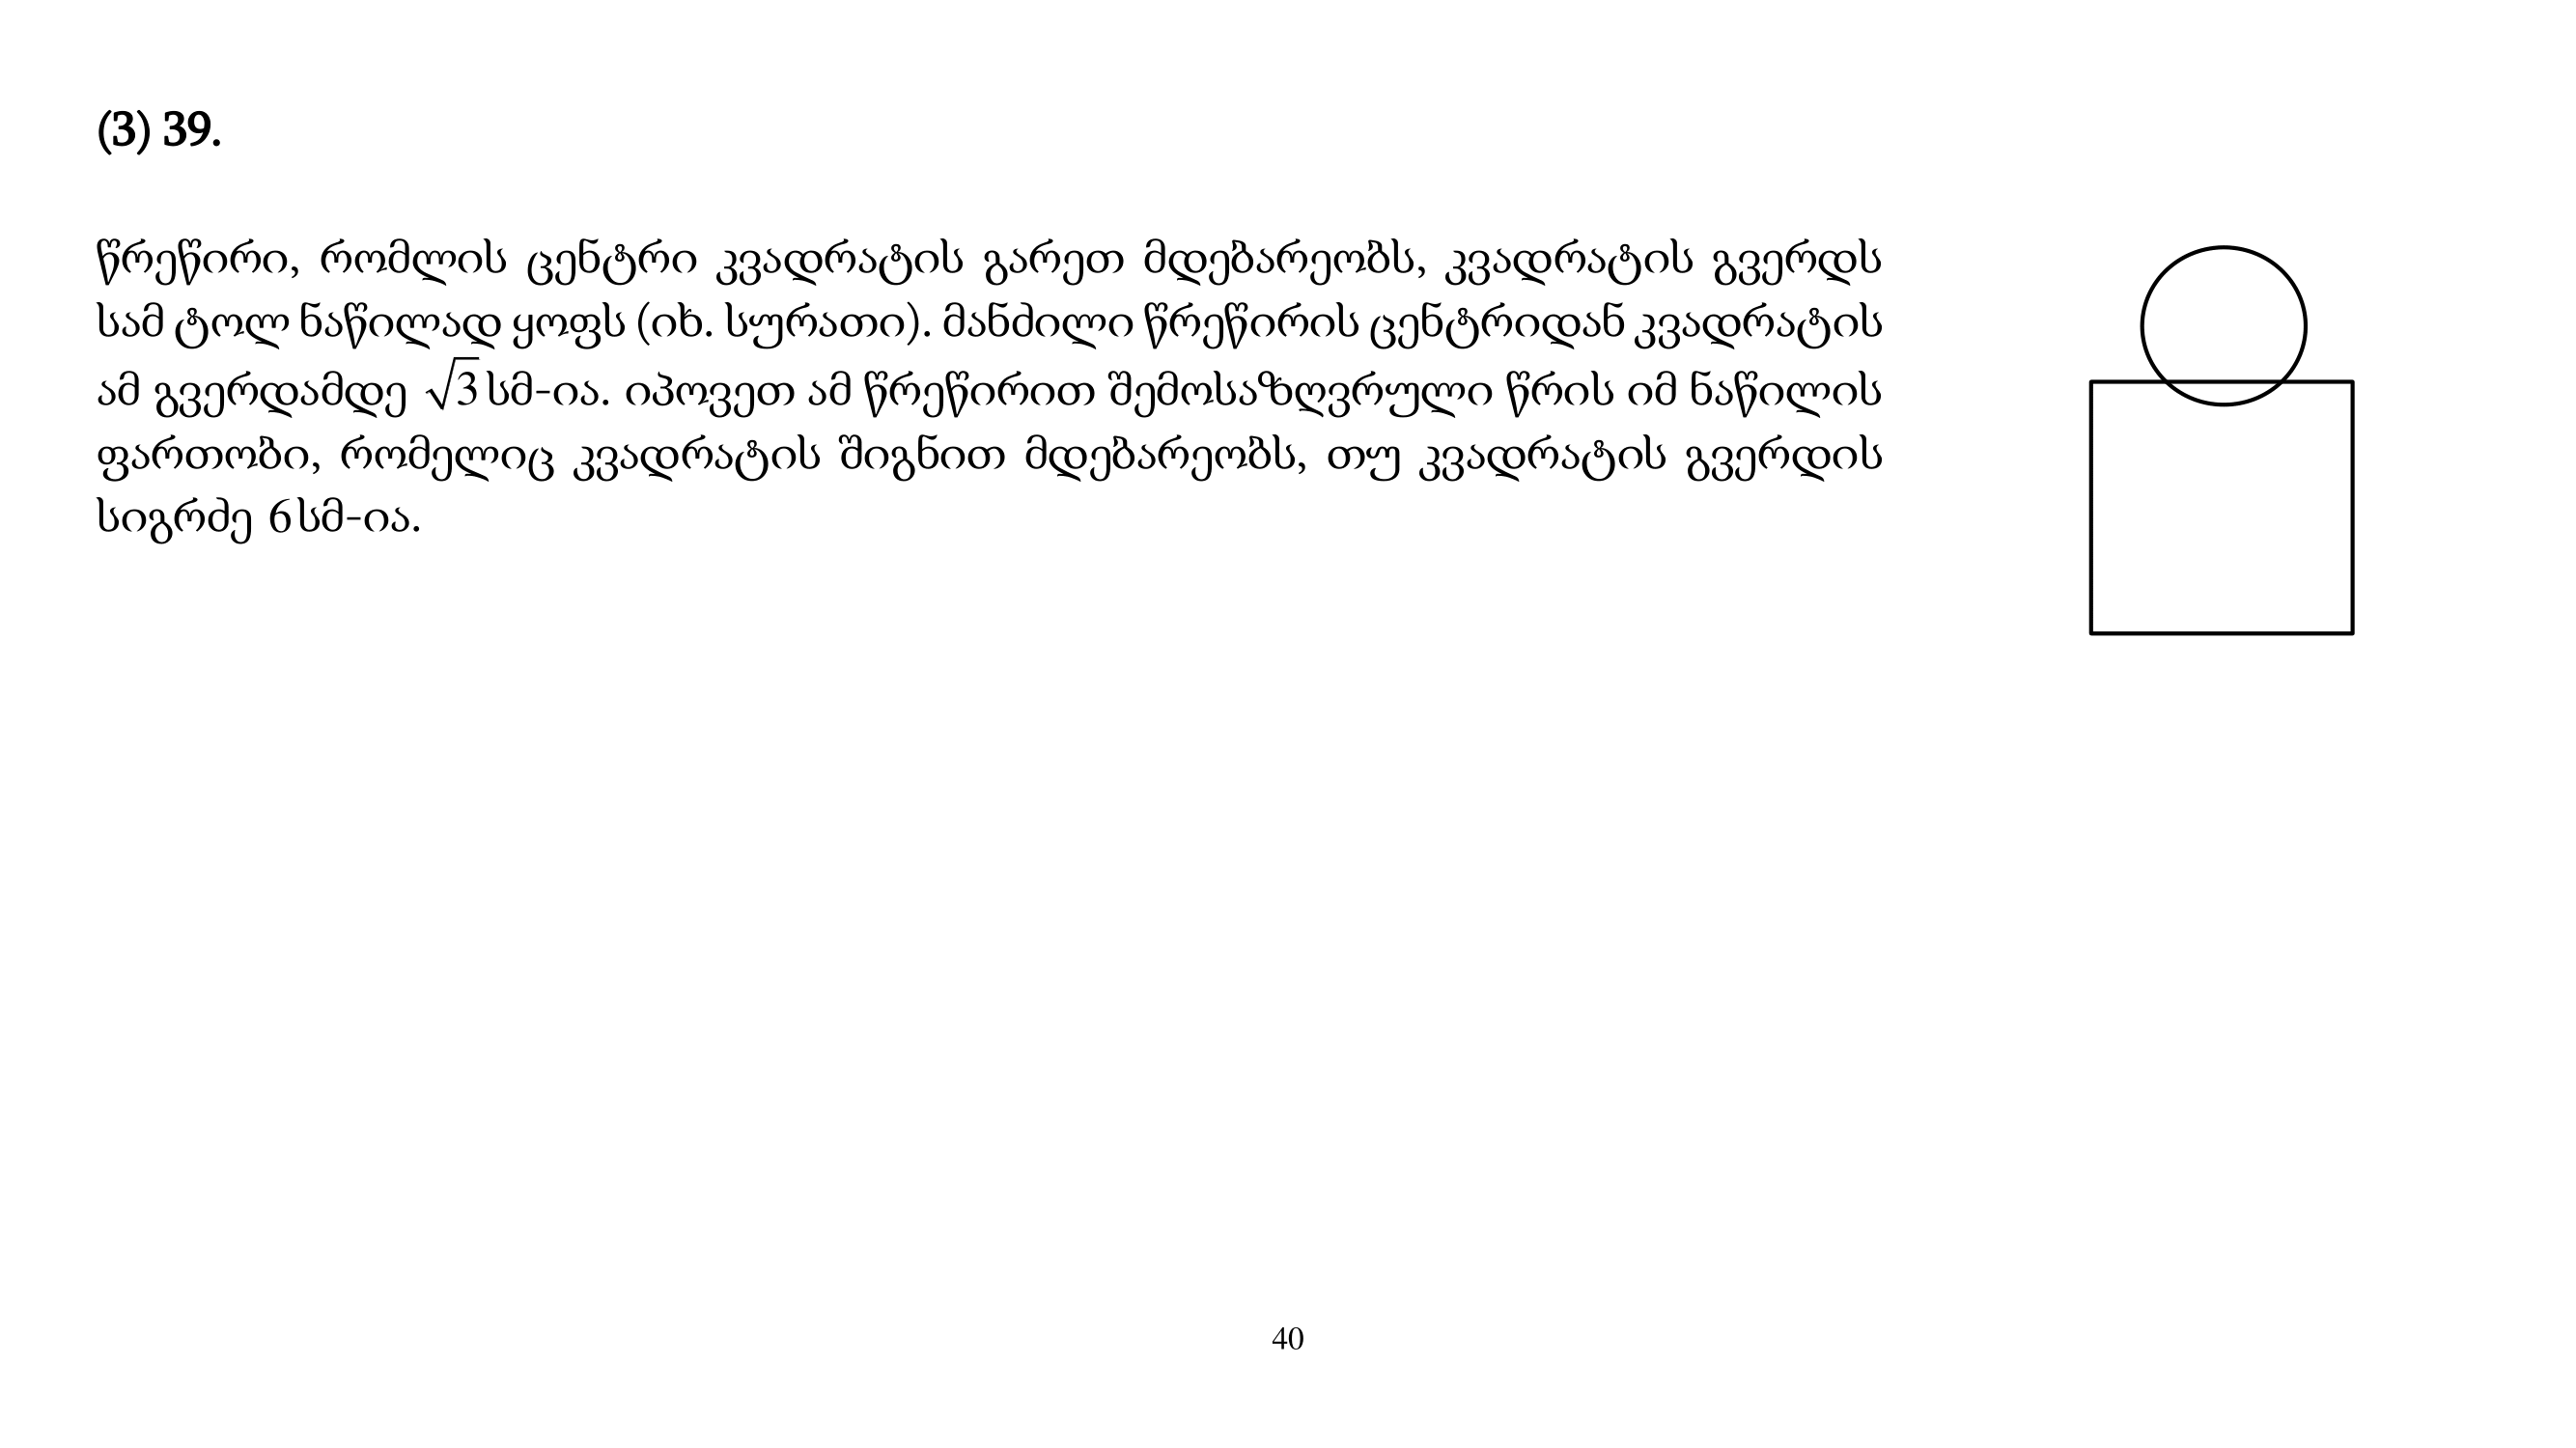 (3) 39.
წრეწირი, რომლის ცენტრი კვადრატის გარეთ მდებარეობს, კვადრატის გვერდს
სამ ტოლ ნაწილად ყოფს (იხ. სურათი). მანძილი წრეწირის ცენტრიდან კვადრატის
ამ გვერდამდე √3 სმ-ია. იპოვეთ ამ წრეწირით შემოსაზღვრული წრის იმ ნაწილის
ფართობი, რომელიც კვადრატის შიგნით მდებარეობს, თუ კვადრატის გვერდის
სიგრძე 6 სმ-ია.
40